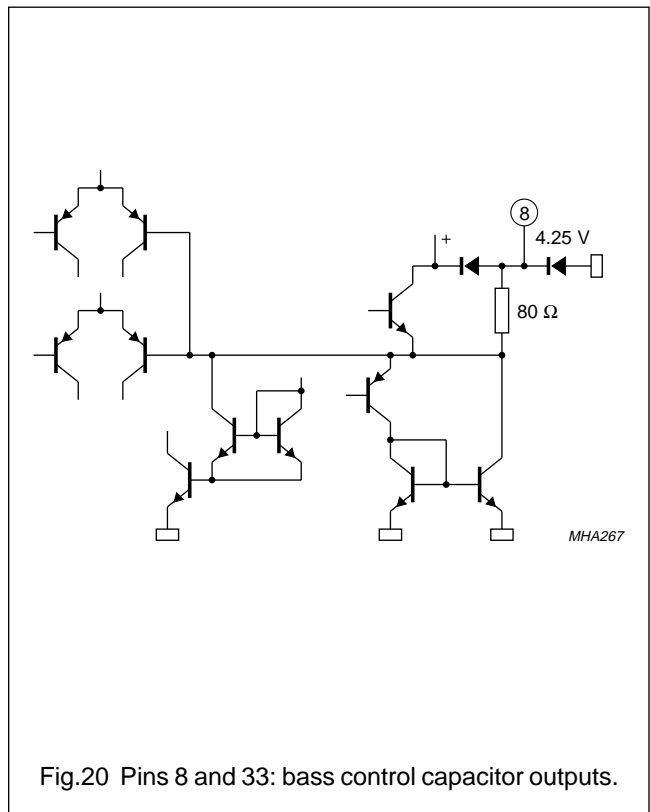 8
4.25 V
+
80 Ω
MHA267
Fig.20 Pins 8 and 33: bass control capacitor outputs.